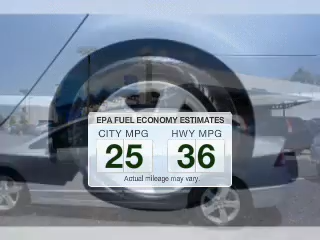 EPA FUEL ECONOMY ESTIMATES
CITY MPG HWY MPG
25 36
Actual mileage may vary.